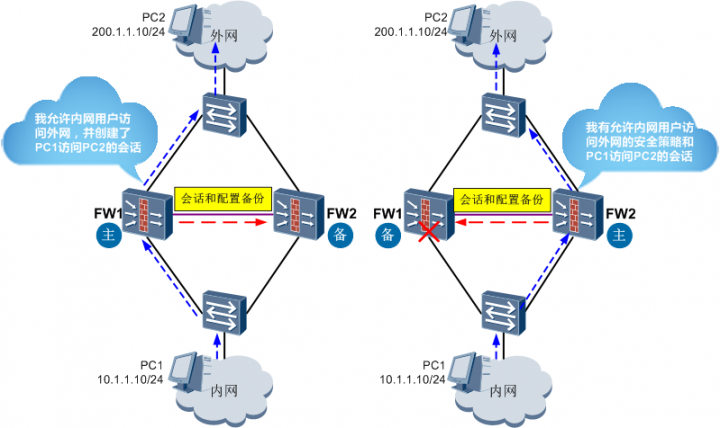 PC2
200.1.1.10/24
外网
我允许内网用户访
问外网，并创建了
PC1访问PC2的会话
会话和配置备份
FW1
主
FW2
备
PC1
10.1.1.10/24
内网
PC2
200.1.1.10/24
外网
我有允许内网用户访
问外网的安全策略和
PC1访问PC2的会话
会话和配置备份
FW1
备
FW2
主
PC1
10.1.1.10/24
内网